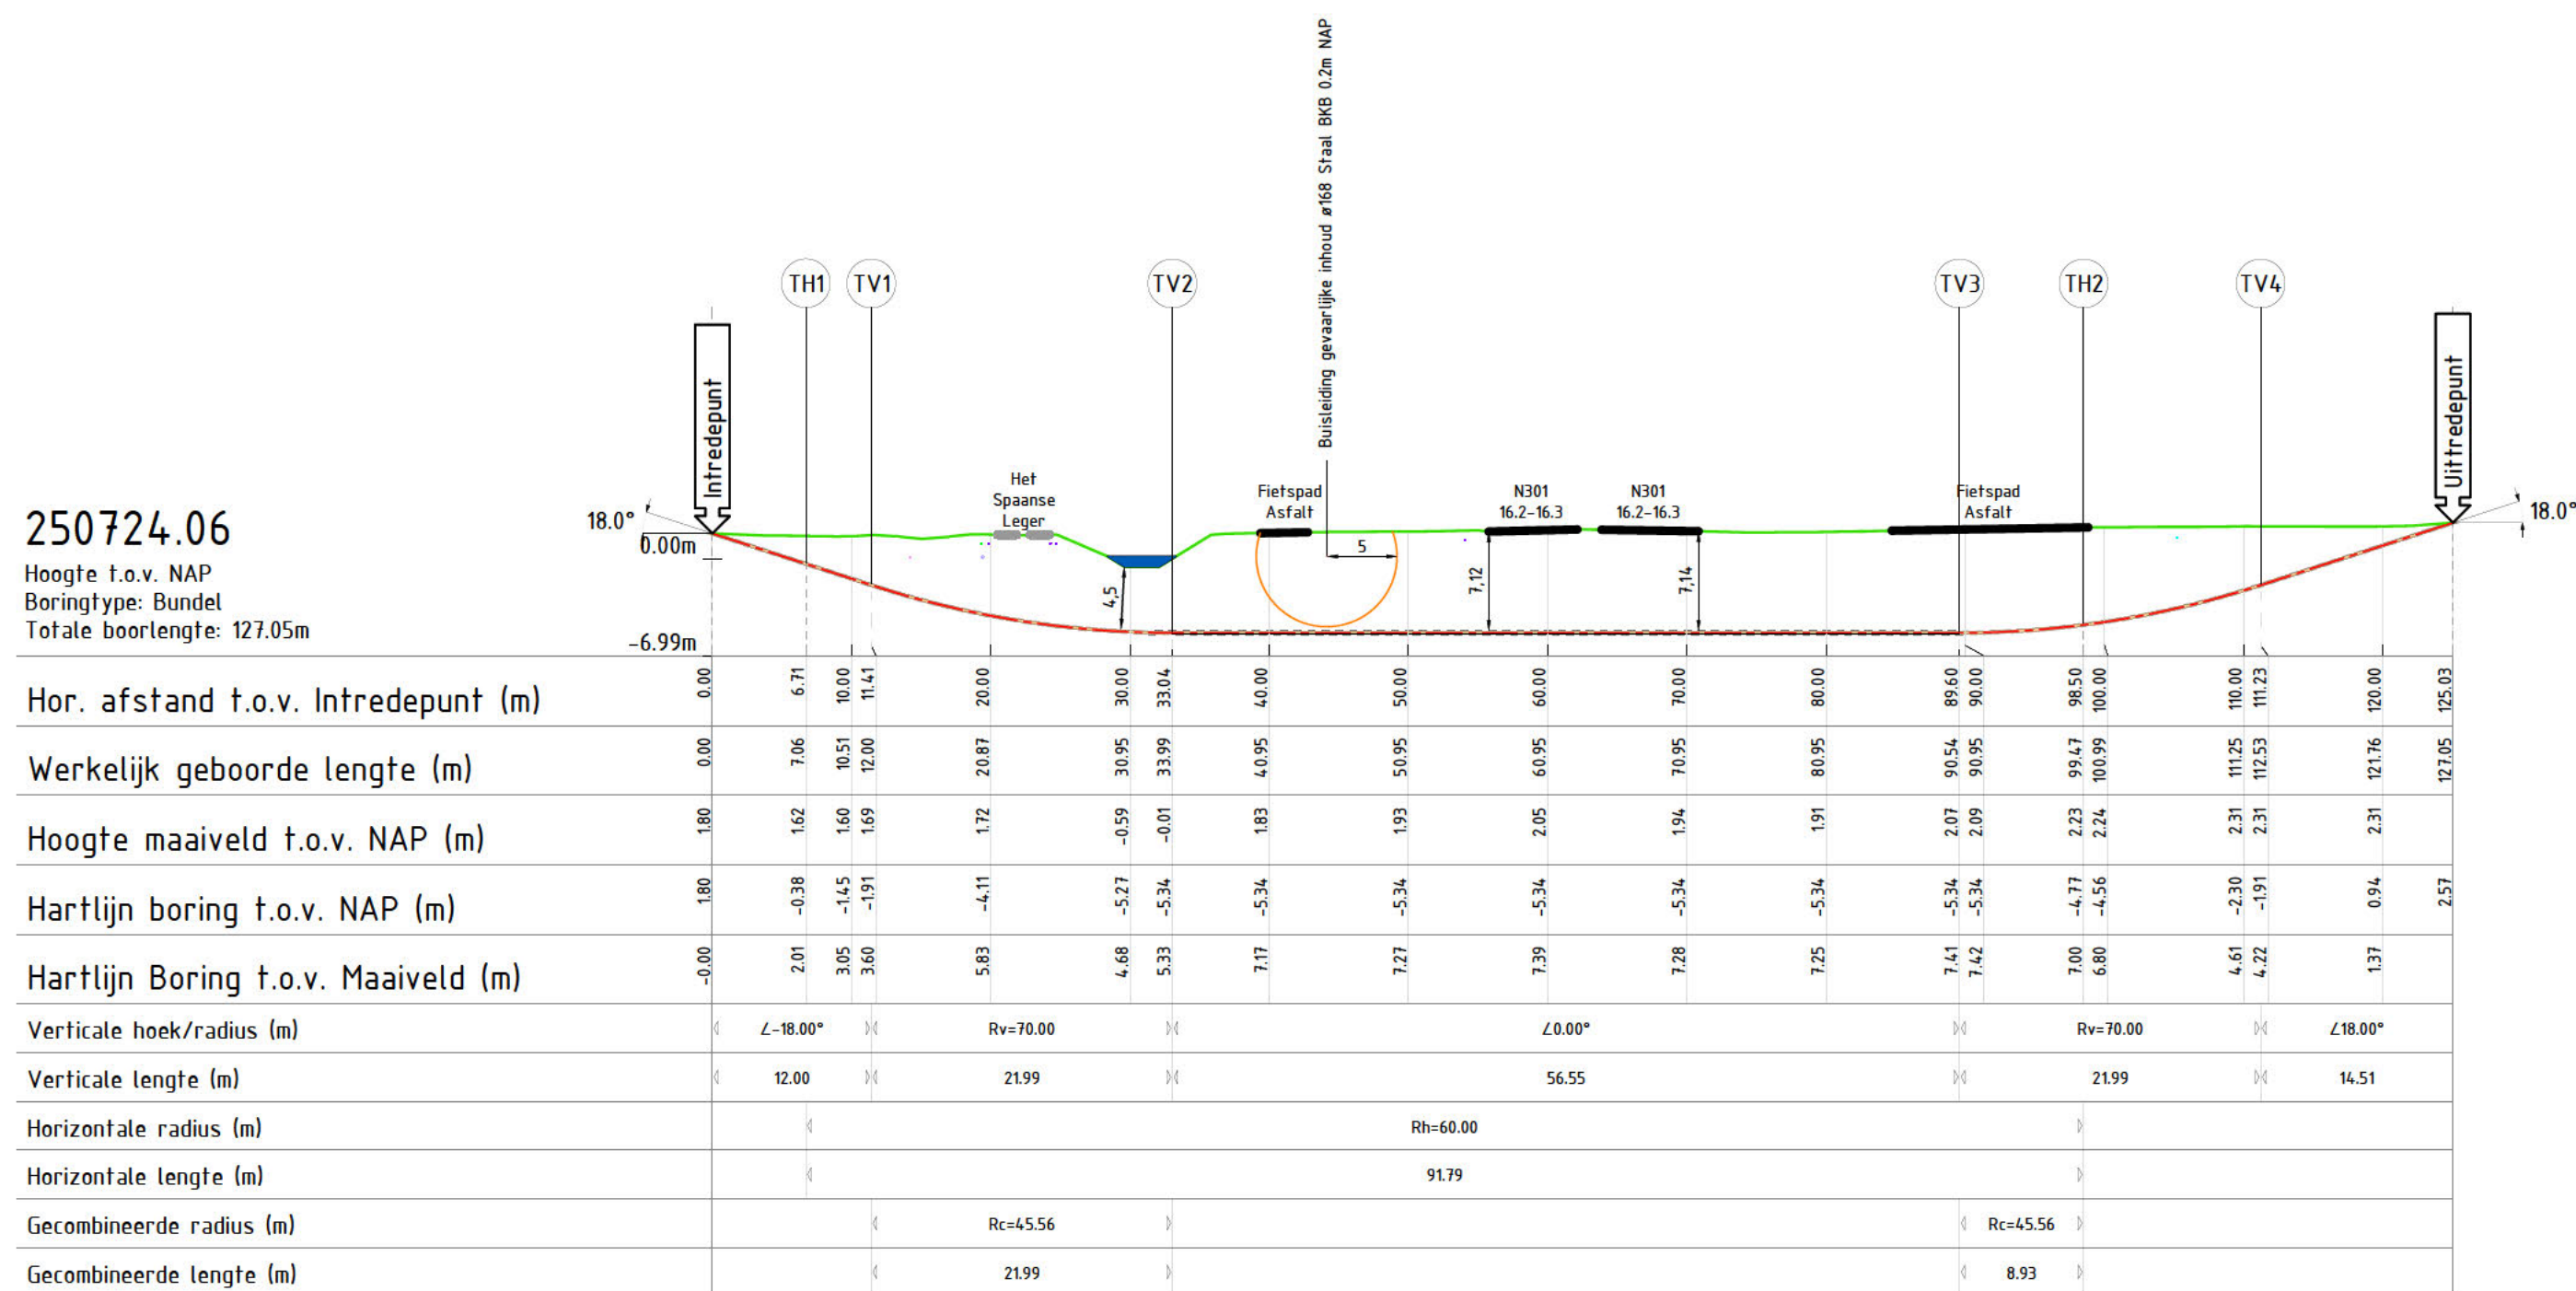 Buisleiding gevaarlijke inhoud ø168 Staal BKB 0.2m NAP
TH1 TV1 TV2 TV3 TH2 TV4
Intredepunt
Uittredepunt
Het
Spaanse
Leger
Fietspad
Asfalt
N301
16.2-16.3
N301
16.2-16.3
Fietspad
Asfalt
18.0°
18.0°
0.00m
5
4,5
7,12
7,14
-6.99m
250724.06
Hoogte t.o.v. NAP
Boringtype: Bundel
Totale boorlengte: 127.05m
Hor. afstand t.o.v. Intredepunt (m) 0.00 6.71 10.00 11.41 20.00 30.00 33.04 40.00 50.00 60.00 70.00 80.00 89.60 90.00 98.50 100.00 110.00 111.23 120.00 125.03
Werkelijk geboorde lengte (m) 0.00 7.06 10.51 12.00 20.87 30.95 33.99 40.95 50.95 60.95 70.95 80.95 90.54 90.95 99.47 100.99 111.25 112.53 121.76 127.05
Hoogte maaiveld t.o.v. NAP (m) 1.80 1.62 1.60 1.69 1.72 -0.59 -0.01 1.83 1.93 2.05 1.94 1.91 2.07 2.09 2.23 2.24 2.31 2.31 2.31
Hartlijn boring t.o.v. NAP (m) 1.80 -0.38 -1.45 -1.91 -4.11 -5.27 -5.34 -5.34 -5.34 -5.34 -5.34 -5.34 -5.34 -5.34 -4.77 -4.56 -2.30 -1.91 0.94 2.57
Hartlijn Boring t.o.v. Maaiveld (m) -0.00 2.01 3.05 3.60 5.83 4.68 5.33 7.17 7.27 7.39 7.28 7.25 7.41 7.42 7.00 6.80 4.61 4.22 1.37
Verticale hoek/radius (m) ∠-18.00° Rv=70.00 ∠0.00° Rv=70.00 ∠18.00°
Verticale lengte (m) 12.00 21.99 56.55 21.99 14.51
Horizontale radius (m) Rh=60.00
Horizontale lengte (m) 91.79
Gecombineerde radius (m) Rc=45.56 Rc=45.56
Gecombineerde lengte (m) 21.99 8.93